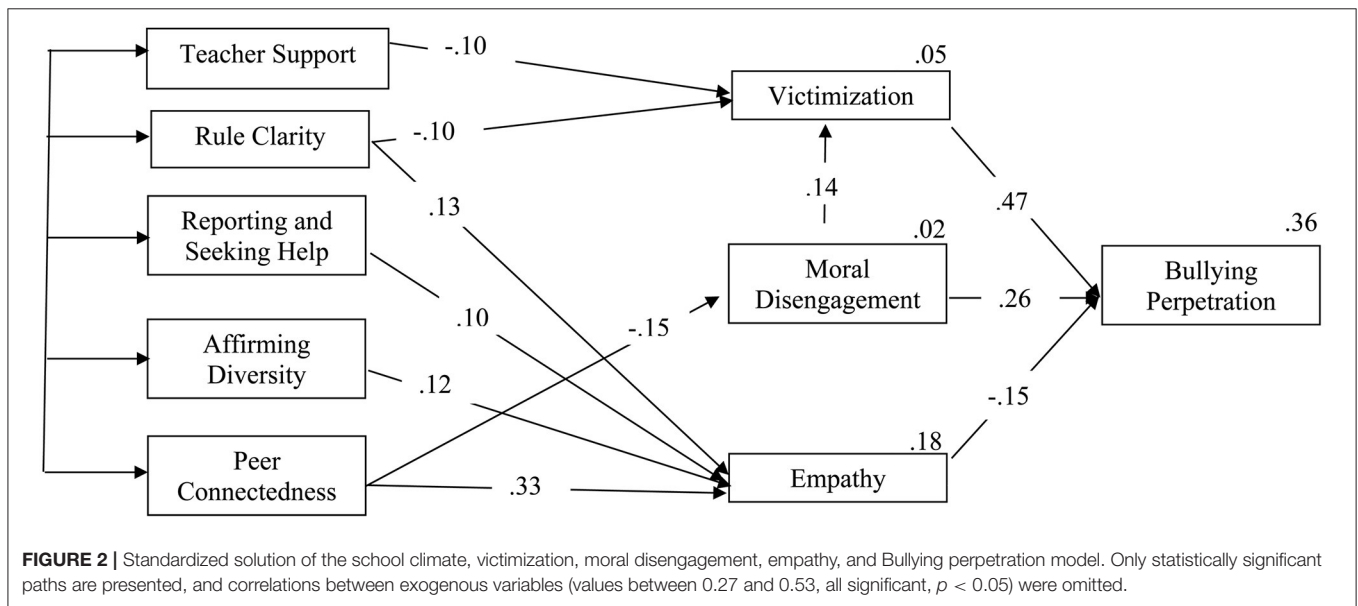 Teacher Support
-.10
.05
Victimization
Rule Clarity
-.10
.14
.47
Reporting and
Seeking Help
.13
.02
Moral
Disengagement
.26
.36
Bullying
Perpetration
.10
-.15
Affirming
Diversity
.12
-.15
Peer
Connectedness
.33
.18
Empathy
FIGURE 2 | Standardized solution of the school climate, victimization, moral disengagement, empathy, and Bullying perpetration model. Only statistically significant
paths are presented, and correlations between exogenous variables (values between 0.27 and 0.53, all significant, p < 0.05) were omitted.